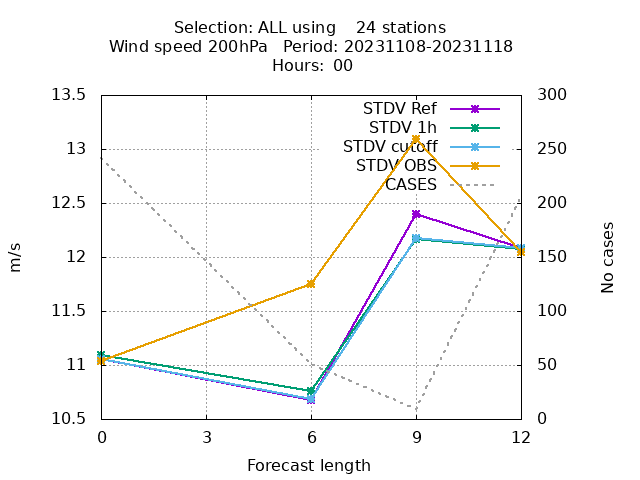 Selection: ALL using    24 stations
Wind speed 200hPa   Period: 20231108-20231118
Hours:  00
13.5
13
12.5
12
11.5
11
10.5
m/s
300
250
200
150
100
50
0
No cases
STDV Ref
STDV 1h
STDV cutoff
STDV OBS
CASES
0
3
6
9
12
Forecast length